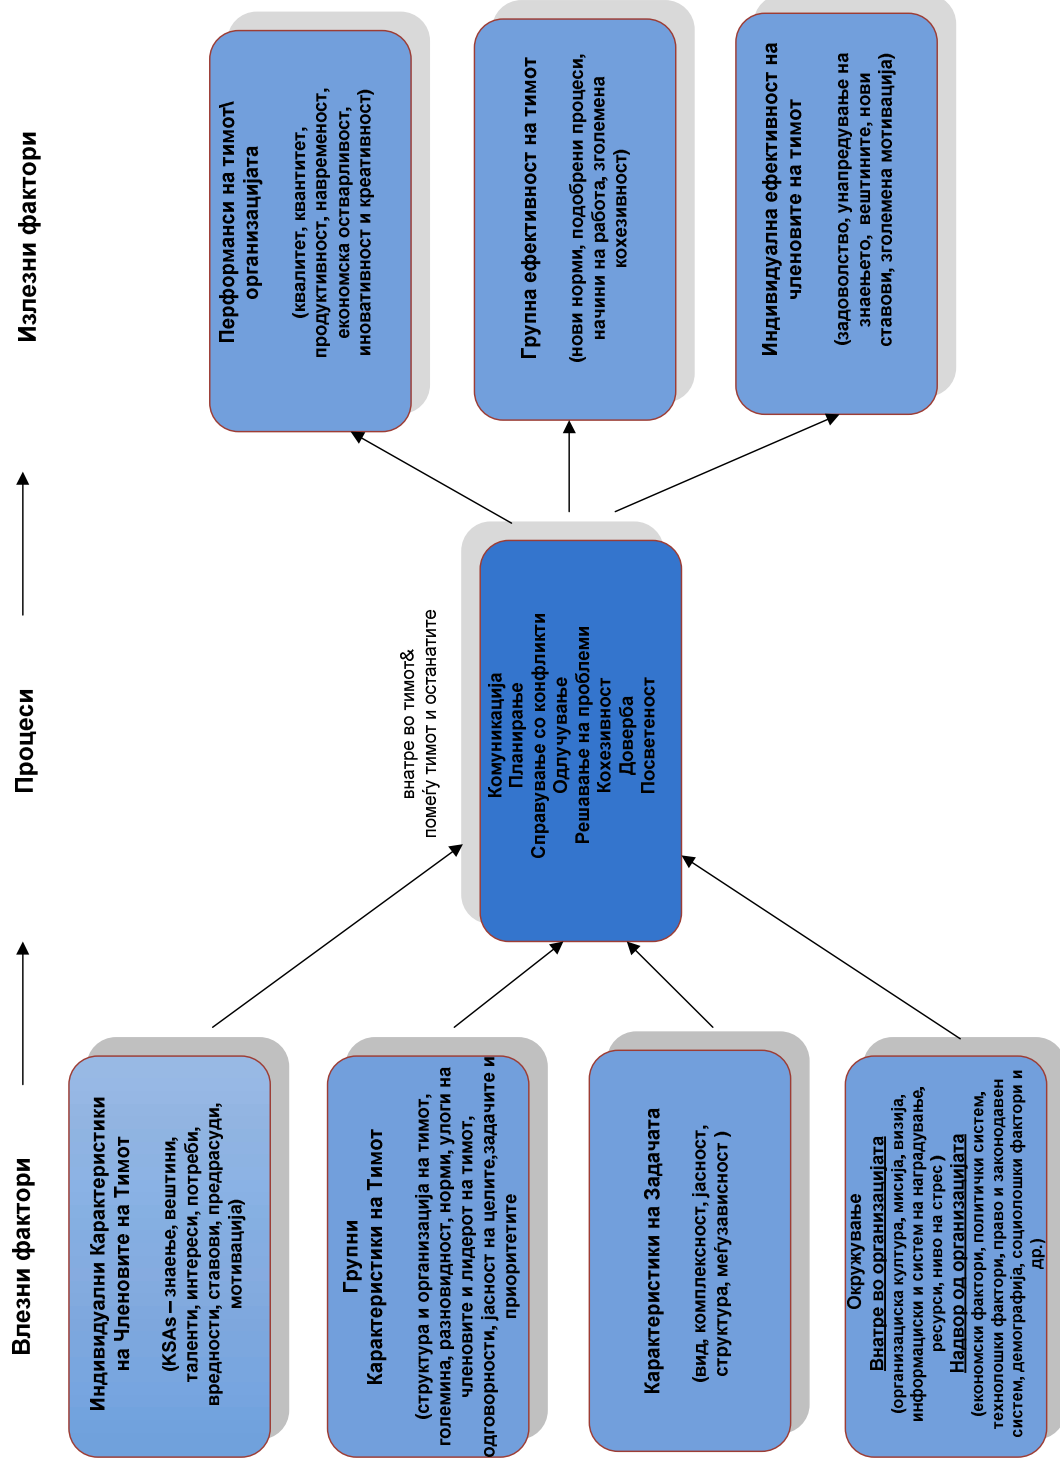 Влезни фактори
Процеси
Излезни фактори
Индивидуални Карактеристики
на Членовите на Тимот
(KSAs – знаење, вештини,
таленти, интереси, потреби,
вредности, ставови, предрасуди,
мотивација)
Групни
Карактеристики на Тимот
(структура и организација на тимот,
големина, разновидност, норми, улоги на
членовите и лидерот на тимот,
одговорности, јасност на целите,задачите и
приоритетите
Карактеристики на Задачата
(вид, комплексност, јасност,
структура, меѓузависност )
Окружување
Внатре во организацијата
(организациска култура, мисија, визија,
информациски и систем на наградување,
ресурси, ниво на стрес )
Надвор од организацијата
(економски фактори, политички систем,
технолошки фактори, право и законодавен
систем, демографија, социолошки фактори и
др.)
внатре во тимот&
помеѓу тимот и останатите
Комуникација
Планирање
Справување со конфликти
Одлучување
Решавање на проблеми
Кохезивност
Доверба
Посветеност
Перформанси на тимот\
организацијата
(квалитет, квантитет,
продуктивност, навременост,
економска остварливост,
иновативност и креативност)
Групна ефективност на тимот
(нови норми, подобрени процеси,
начини на работа, зголемена
кохезивност)
Индивидуална ефективност на
членовите на тимот
(задоволство, унапредување на
знаењето, вештините, нови
ставови, зголемена мотивација)